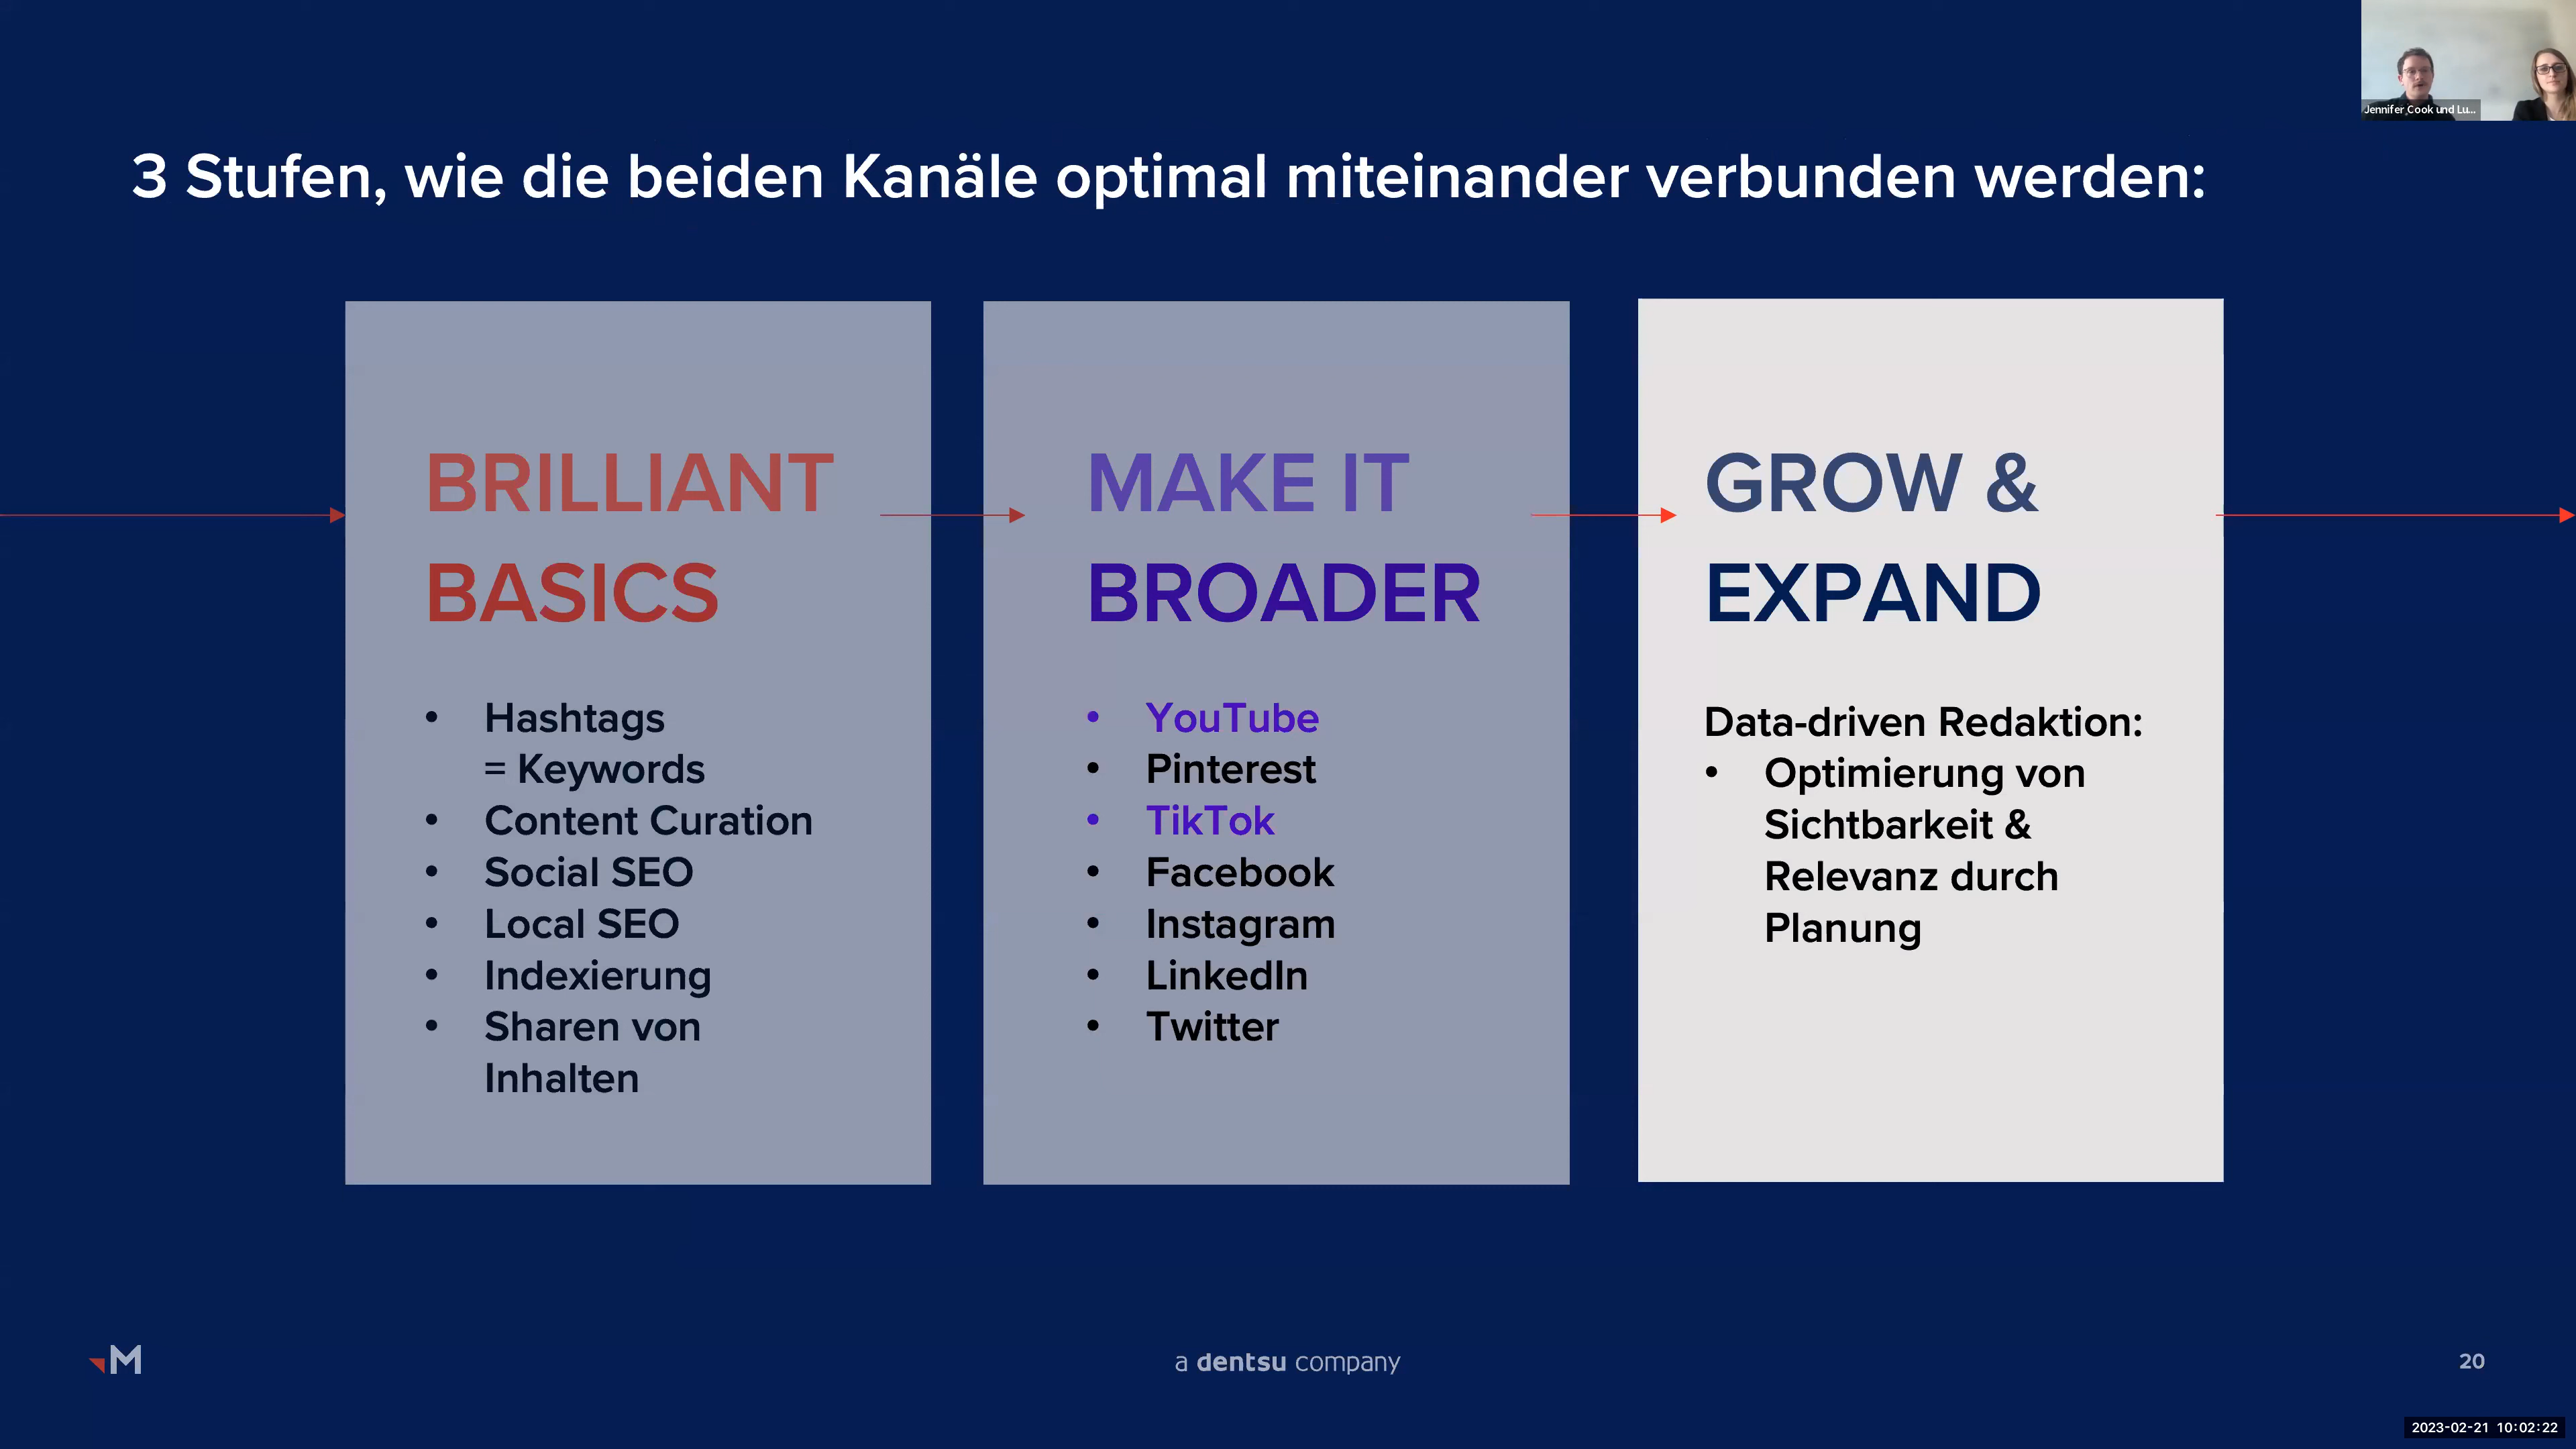 Jennifer Cook und Lu...
3 Stufen, wie die beiden Kanäle optimal miteinander verbunden werden:
BRILLIANT
BASICS
• Hashtags
= Keywords
• Content Curation
• Social SEO
• Local SEO
• Indexierung
• Sharen von
Inhalten
MAKE IT
BROADER
• YouTube
• Pinterest
• TikTok
• Facebook
• Instagram
• LinkedIn
• Twitter
GROW &
EXPAND
Data-driven Redaktion:
• Optimierung von
Sichtbarkeit &
Relevanz durch
Planung
M
a dentsu company
20
2023-02-21 10:02:22